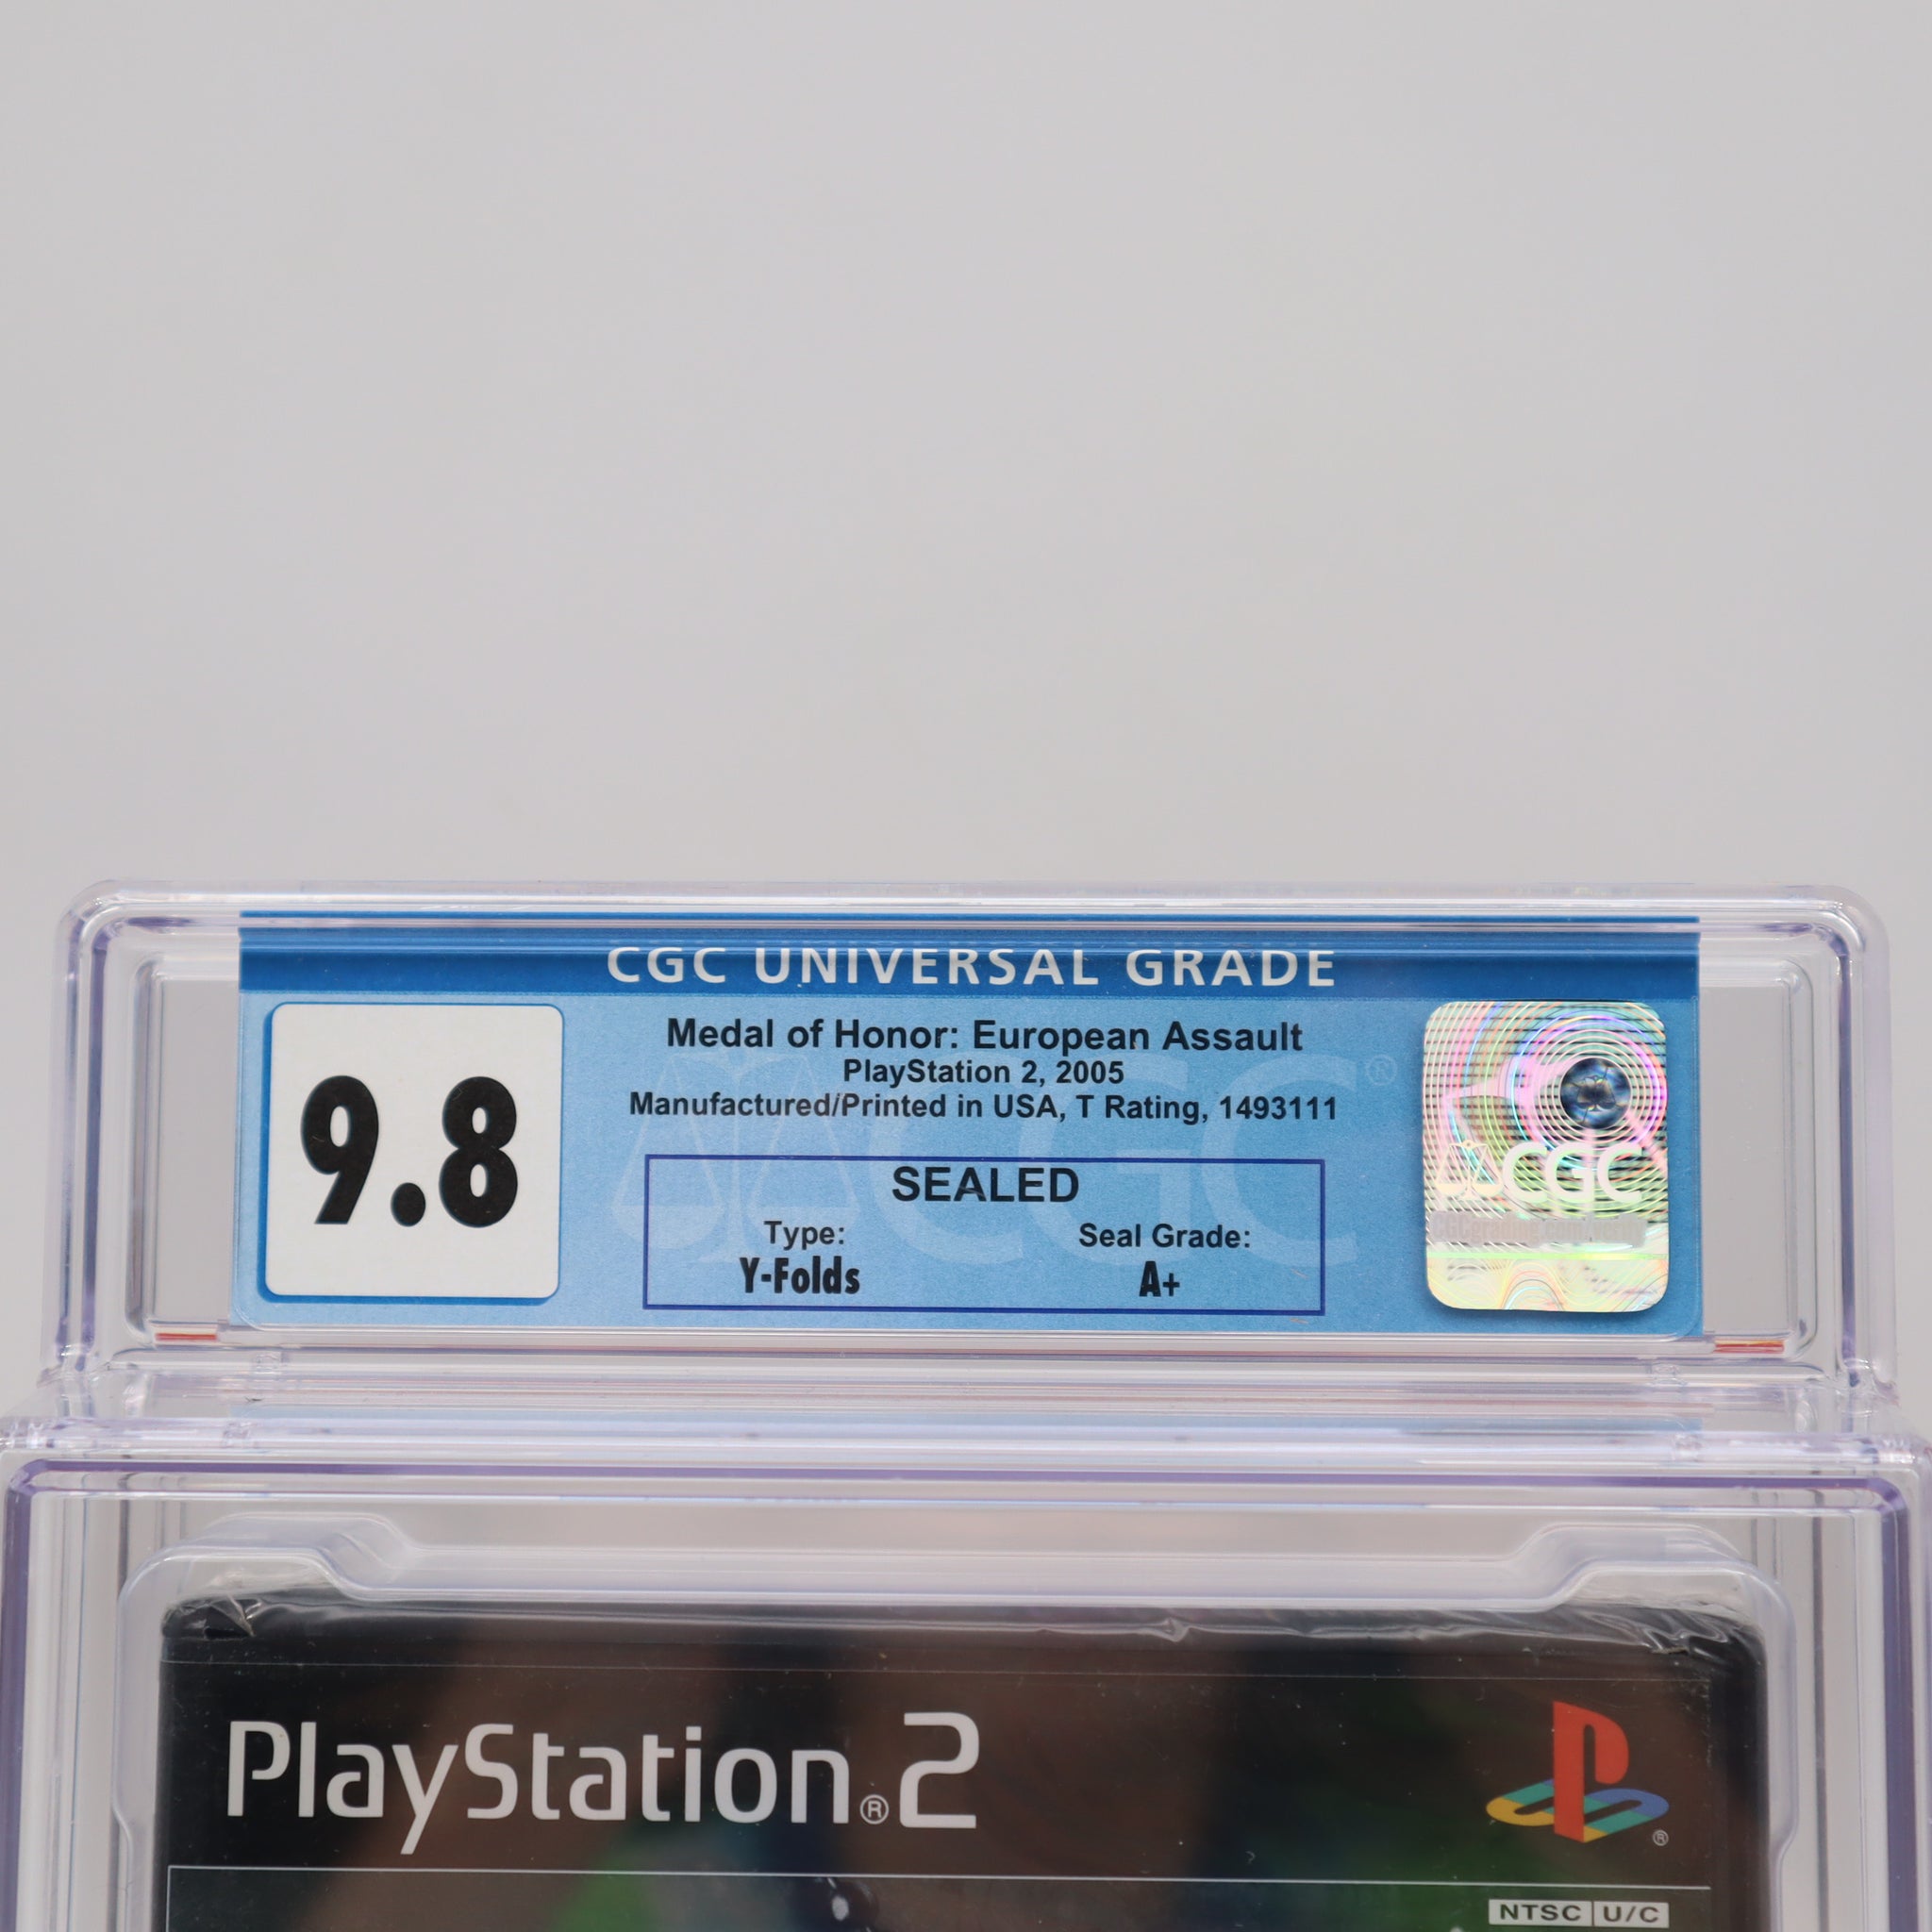 CGC UNIVERSAL GRADE
9.8
Medal of Honor: European Assault
PlayStation 2, 2005
Manufactured/Printed in USA, T Rating, 1493111
CGC®
SEALED
Type:
Y-Folds
Seal Grade:
A+
CGC
PlayStation®2
®
NTSC U/C